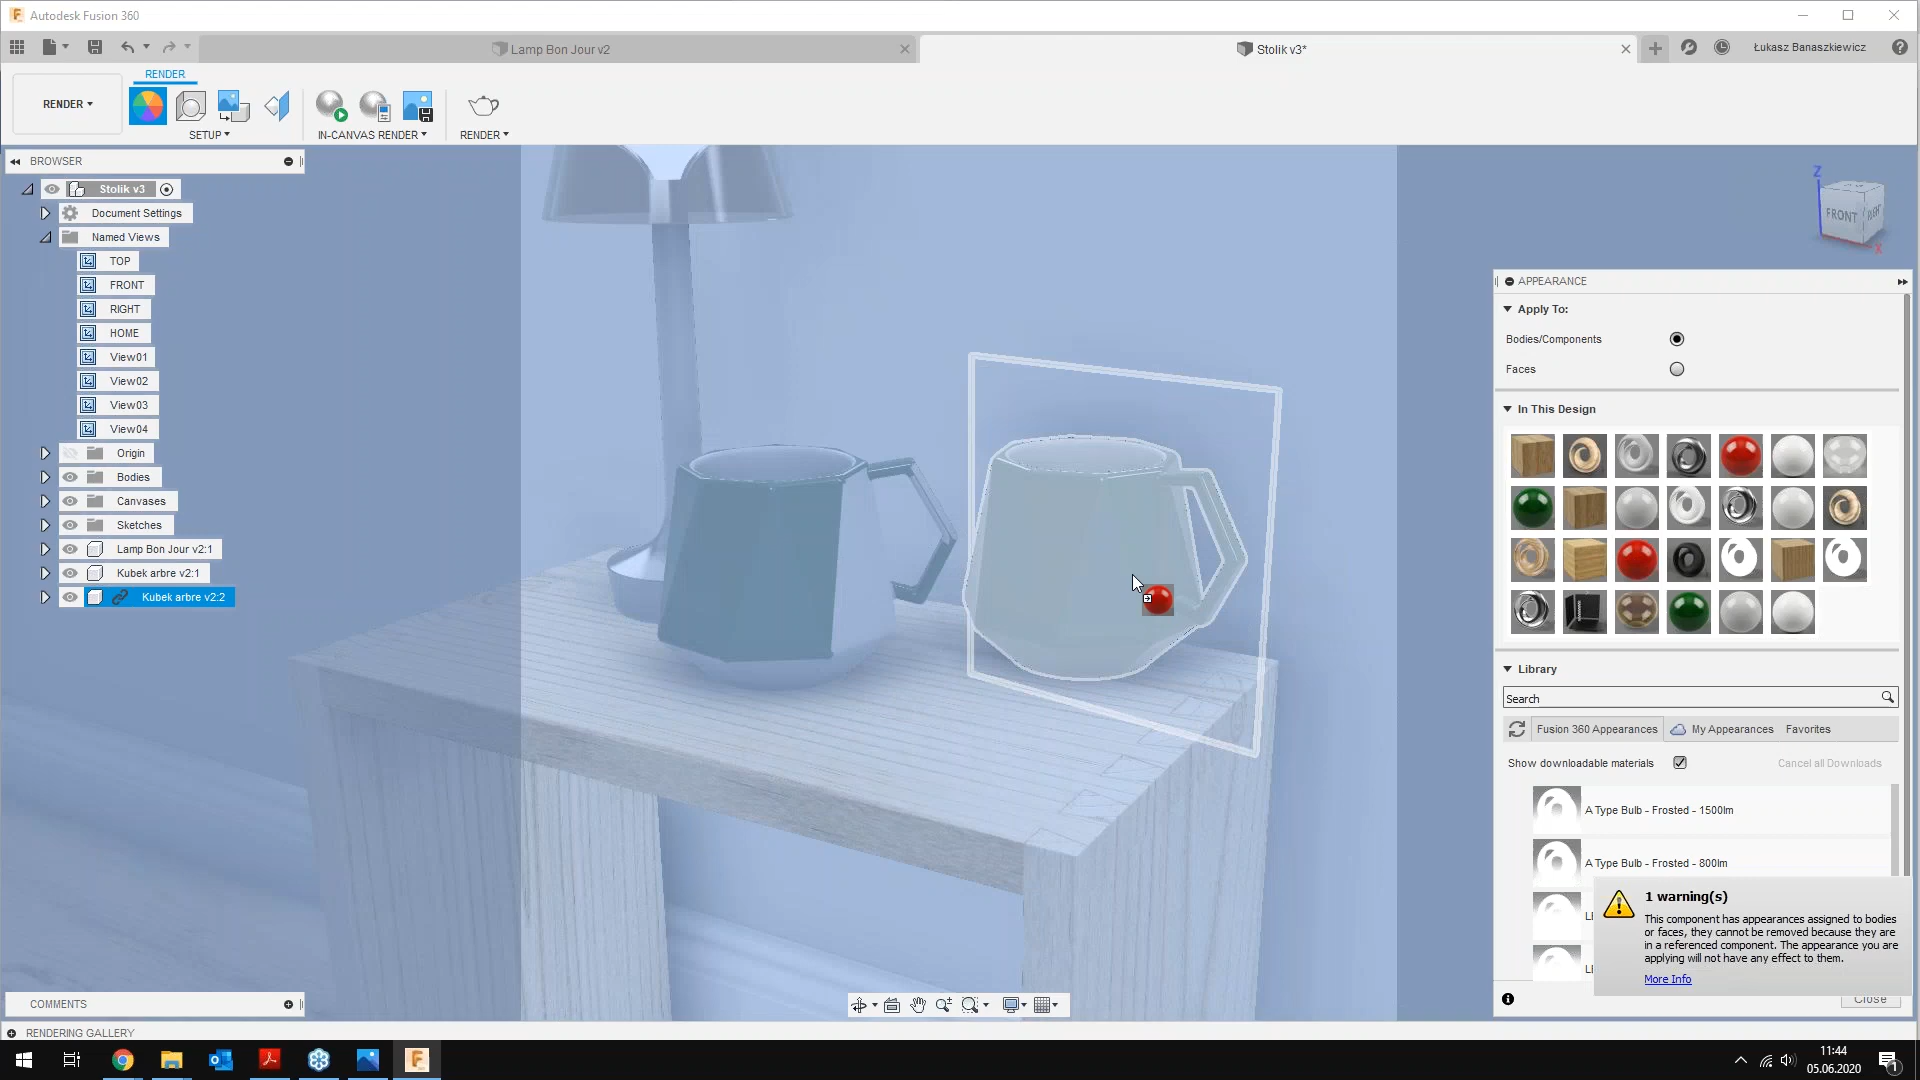 Autodesk Fusion 360
Lamp Bon Jour v2
Stolik v3*
Łukasz Banaszkiewicz
RENDER
RENDER
SETUP
IN-CANVAS RENDER
RENDER
BROWSER
Stolik v3
Document Settings
Named Views
TOP
FRONT
RIGHT
HOME
View01
View02
View03
View04
Origin
Bodies
Canvases
Sketches
Lamp Bon Jour v2:1
Kubek arbre v2:1
Kubek arbre v2:2
Z
FRONT
RIGHT
X
APPEARANCE
Apply To:
Bodies/Components
Faces
In This Design
Library
Search
Fusion 360 Appearances
My Appearances
Favorites
Show downloadable materials
Cancel all Downloads
A Type Bulb - Frosted - 1500lm
A Type Bulb - Frosted - 800lm
1 warning(s)
This component has appearances assigned to bodies
or faces, they cannot be removed because they are
in a referenced component. The appearance you are
applying will not have any effect to them.
More Info
Close
COMMENTS
RENDERING GALLERY
11:44
05.06.2020
1